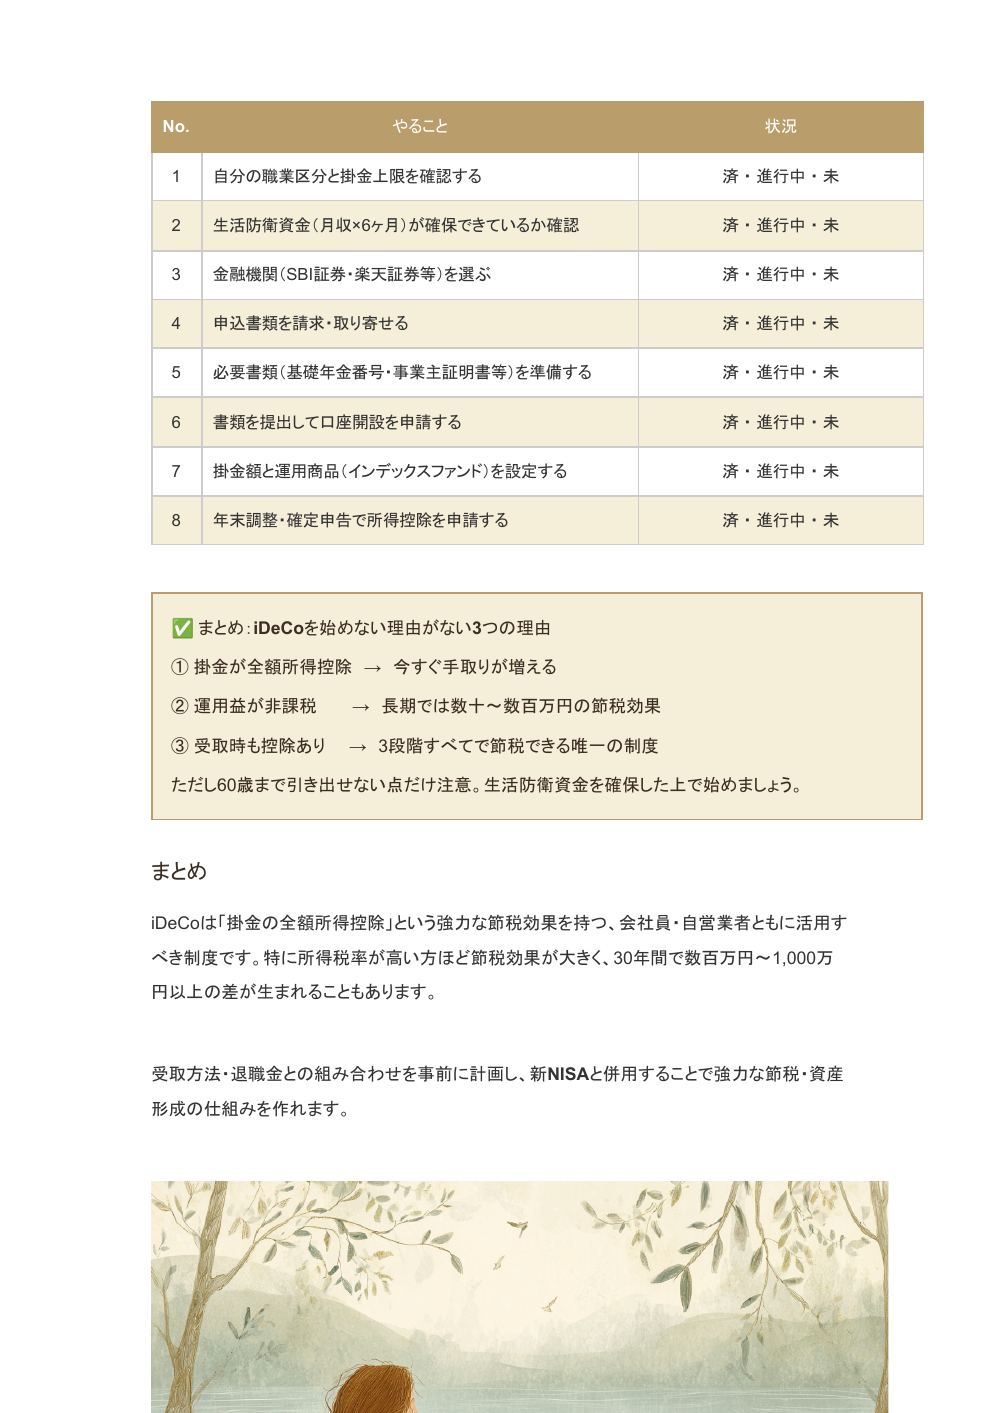 No. やること 状況
1 自分の職業区分と掛金上限を確認する 済・進行中・未
2 生活防衛資金（月収×6ヶ月）が確保できているか確認 済・進行中・未
3 金融機関（SBI証券・楽天証券等）を選ぶ 済・進行中・未
4 申込書類を請求・取り寄せる 済・進行中・未
5 必要書類（基礎年金番号・事業主証明書等）を準備する 済・進行中・未
6 書類を提出して口座開設を申請する 済・進行中・未
7 掛金額と運用商品（インデックスファンド）を設定する 済・進行中・未
8 年末調整・確定申告で所得控除を申請する 済・進行中・未
✅ まとめ：iDeCoを始めない理由がない3つの理由
① 掛金が全額所得控除 → 今すぐ手取りが増える
② 運用益が非課税 → 長期では数十〜数百万円の節税効果
③ 受取時も控除あり → 3段階すべてで節税できる唯一の制度
ただし60歳まで引き出せない点だけ注意。生活防衛資金を確保した上で始めましょう。
まとめ
iDeCoは「掛金の全額所得控除」という強力な節税効果を持つ、会社員・自営業者ともに活用す
べき制度です。特に所得税率が高い方ほど節税効果が大きく、30年間で数百万円〜1,000万
円以上の差が生まれることもあります。
受取方法・退職金との組み合わせを事前に計画し、新NISAと併用することで強力な節税・資産
形成の仕組みを作れます。